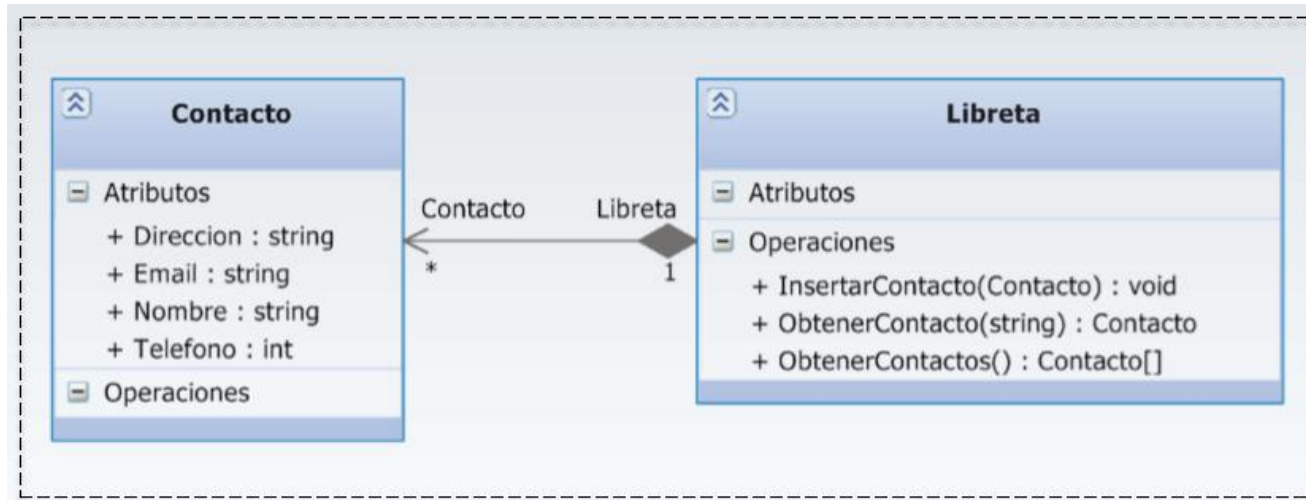 Contacto
Atributos
+ Direccion : string
+ Email : string
+ Nombre : string
+ Telefono : int
Operaciones
Contacto
*
Libreta
1
Libreta
Atributos
Operaciones
+ InsertarContacto(Contacto) : void
+ ObtenerContacto(string) : Contacto
+ ObtenerContactos() : Contacto[]